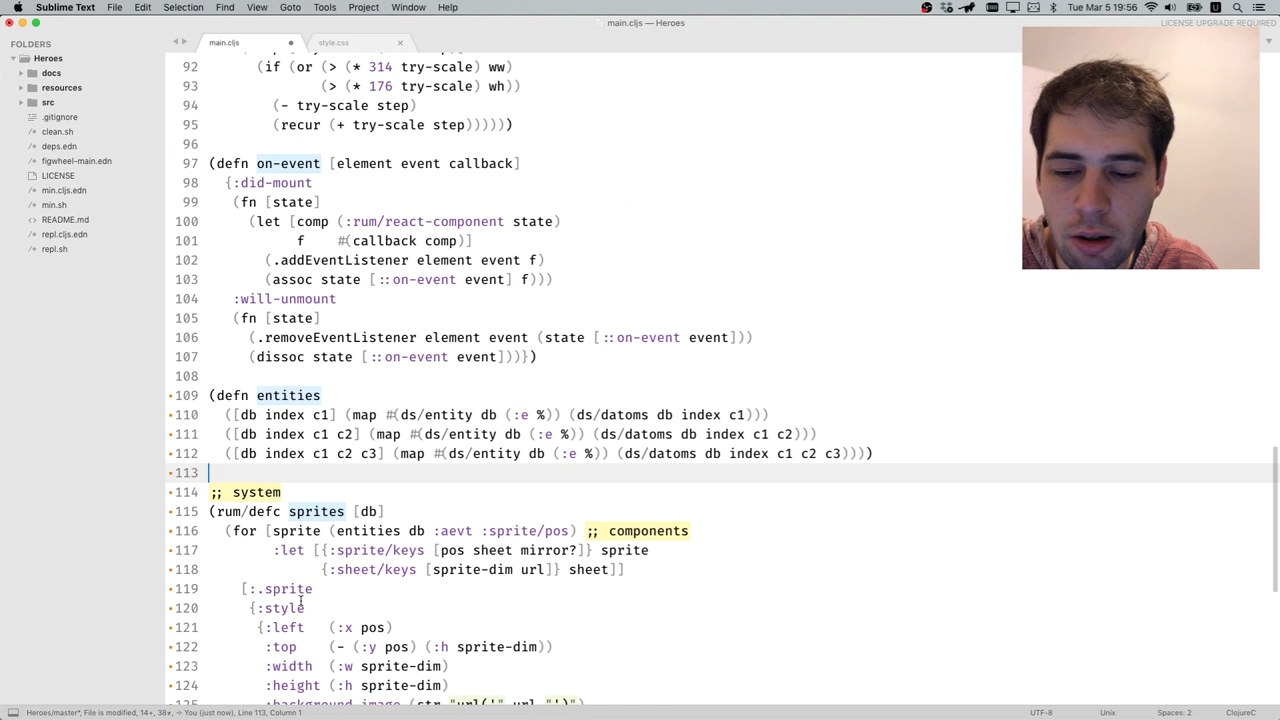 Sublime Text File Edit Selection Find View Goto Tools Project Window Help
Tue Mar 5 19:56
main.cljs — Heroes
LICENSE UPGRADE REQUIRED
FOLDERS
Heroes
docs
resources
src
.gitignore
clean.sh
deps.edn
figwheel-main.edn
LICENSE
min.cljs.edn
min.sh
README.md
repl.cljs.edn
repl.sh
main.cljs
style.css
92 (if (or (> (* 314 try-scale) ww)
93 (> (* 176 try-scale) wh))
94 (- try-scale step)
95 (recur (+ try-scale step))))))
96
97 (defn on-event [element event callback]
98 {:did-mount
99 (fn [state]
100 (let [comp (:rum/react-component state)
101 f #(callback comp)]
102 (.addEventListener element event f)
103 (assoc state [::on-event event] f)))
104 :will-unmount
105 (fn [state]
106 (.removeEventListener element event (state [::on-event event]))
107 (dissoc state [::on-event event]))})
108
109 (defn entities
110 ([db index c1] (map #(ds/entity db (:e %)) (ds/datoms db index c1)))
111 ([db index c1 c2] (map #(ds/entity db (:e %)) (ds/datoms db index c1 c2)))
112 ([db index c1 c2 c3] (map #(ds/entity db (:e %)) (ds/datoms db index c1 c2 c3))))
113
114 ;; system
115 (rum/defc sprites [db]
116 (for [sprite (entities db :aevt :sprite/pos) ;; components
117 :let [{:sprite/keys [pos sheet mirror?]} sprite
118 {:sheet/keys [sprite-dim url]} sheet]]
119 [:.sprite
120 {:style
121 {:left (:x pos)
122 :top (- (:y pos) (:h sprite-dim))
123 :width (:w sprite-dim)
124 :height (:h sprite-dim)
125 :background-image (str "url('" url "')")
Heroes/master*, File is modified, 14+, 38≠, → You (just now), Line 113, Column 1
UTF-8
Unix
Spaces: 2
ClojureC